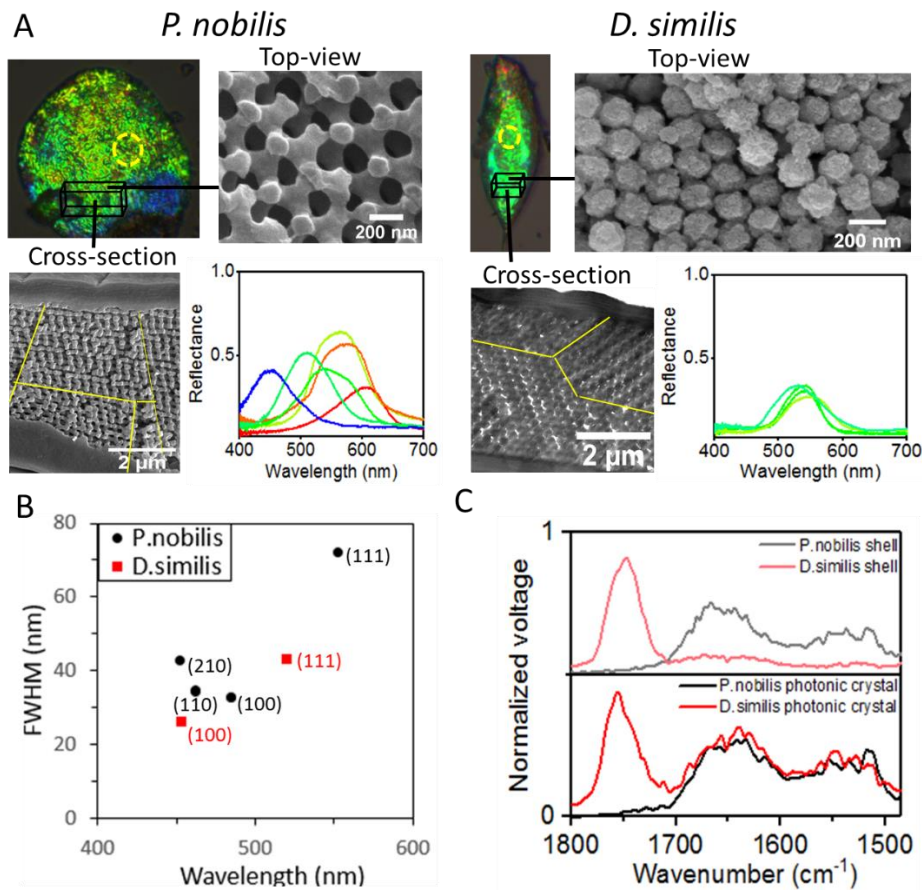 A
P. nobilis
D. similis
Top-view
Top-view
200 nm
200 nm
Cross-section
Cross-section
2 µm
2 µm
Reflectance
1.0
0.5
400 500 600 700
Wavelength (nm)
Reflectance
1.0
0.5
400 500 600 700
Wavelength (nm)
B
FWHM (nm)
80
60
40
20
0
P.nobilis
D.similis
(111)
(210)
(111)
(110)
(100)
(100)
400 500 600
Wavelength (nm)
C
Normalized voltage
1
0
P.nobilis shell
D.similis shell
P.nobilis photonic crystal
D.similis photonic crystal
1800 1700 1600 1500
Wavenumber (cm⁻¹)